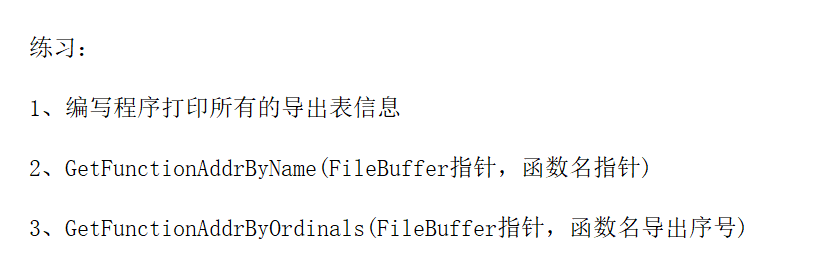 练习:
1、编写程序打印所有的导出表信息
2、GetFunctionAddrByName(FileBuffer指针，函数名指针)
3、GetFunctionAddrByOrdinals(FileBuffer指针，函数名导出序号)